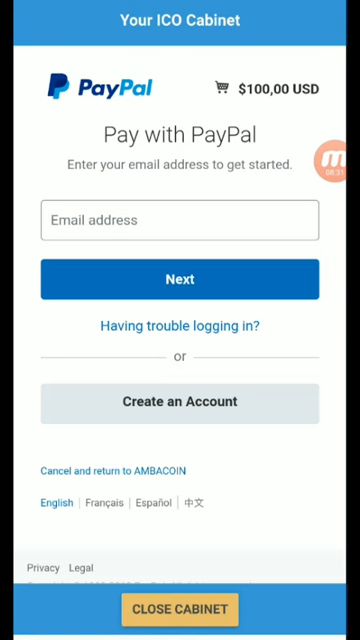 Your ICO Cabinet
PayPal
$100,00 USD
Pay with PayPal
Enter your email address to get started.
08:31
Email address
Next
Having trouble logging in?
or
Create an Account
Cancel and return to AMBACOIN
English
Français
Español
中文
Privacy Legal
CLOSE CABINET